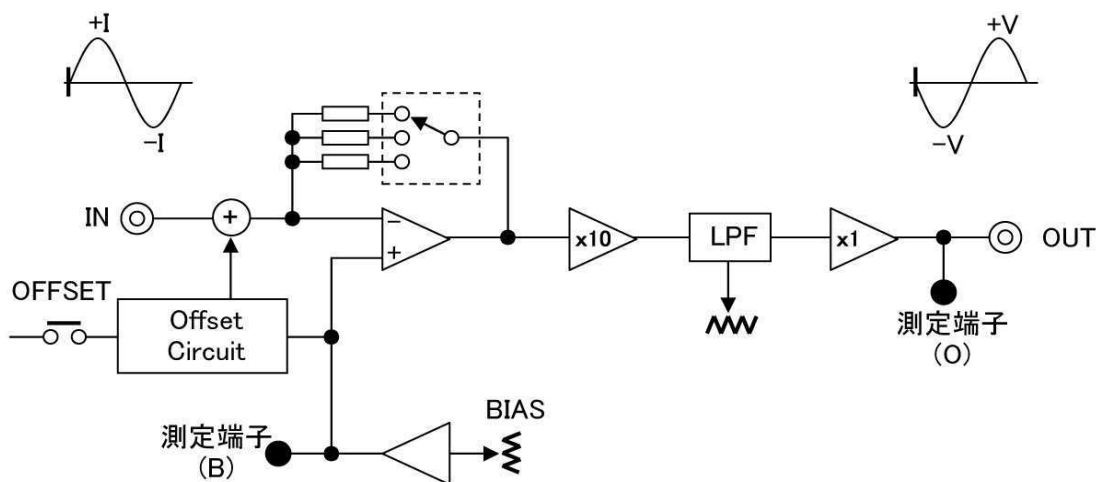 +I
−I
+V
−V
IN
+
−
+
x10
LPF
x1
OUT
OFFSET
Offset
Circuit
測定端子
(O)
BIAS
測定端子
(B)